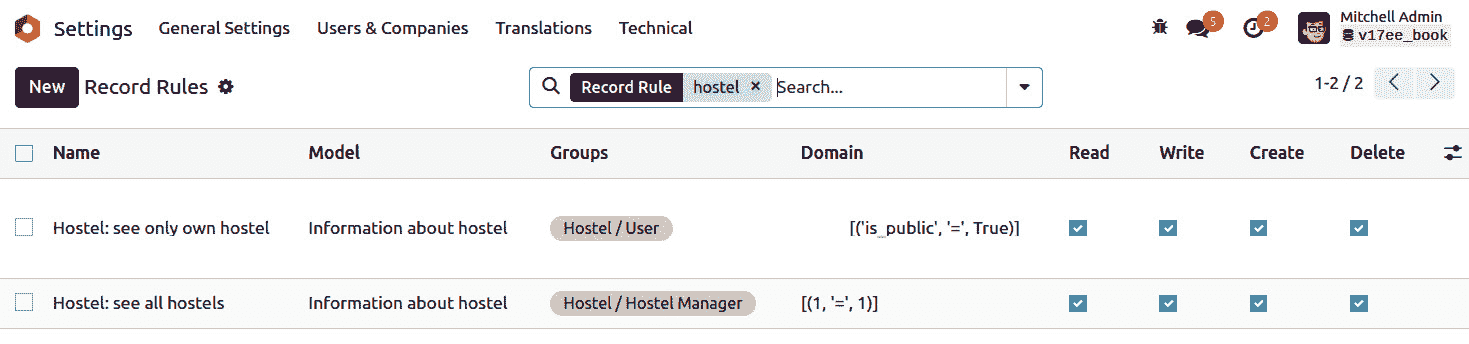 Settings General Settings Users & Companies Translations Technical 5 2 Mitchell Admin
v17ee_book
New Record Rules Record Rule hostel × Search... 1-2 / 2
Name Model Groups Domain Read Write Create Delete
Hostel: see only own hostel Information about hostel Hostel / User [('is_public', '=', True)]
Hostel: see all hostels Information about hostel Hostel / Hostel Manager [(1, '=', 1)]